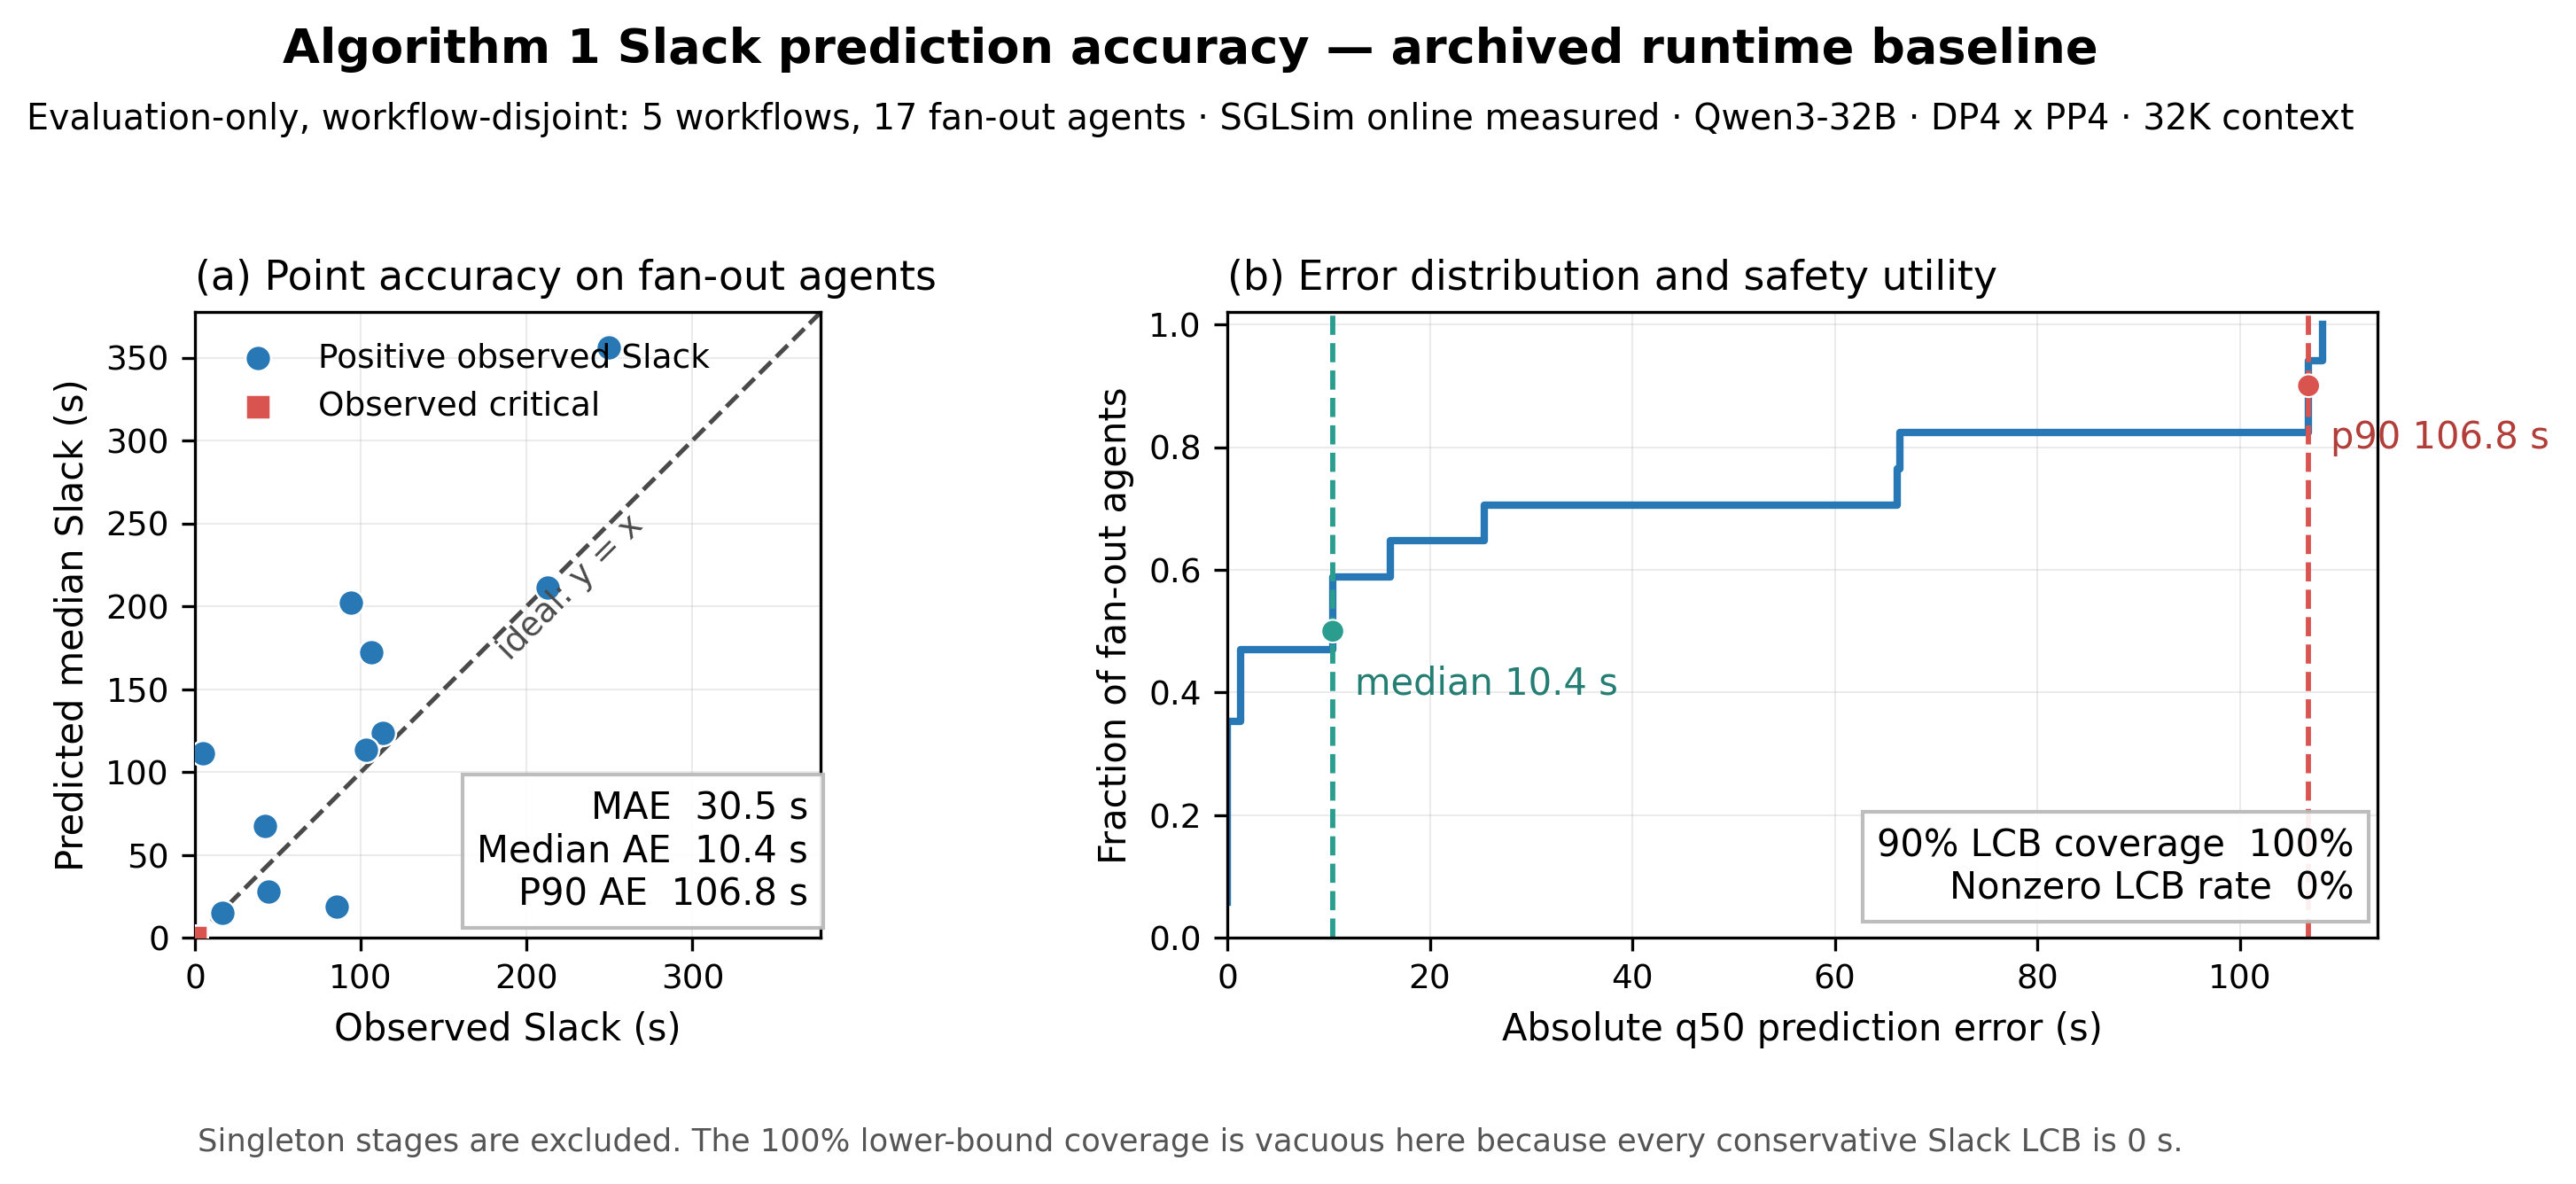 Algorithm 1 Slack prediction accuracy — archived runtime baseline
Evaluation-only, workflow-disjoint: 5 workflows, 17 fan-out agents · SGLSim online measured · Qwen3-32B · DP4 x PP4 · 32K context
(a) Point accuracy on fan-out agents
Positive observed Slack
Observed critical
ideal: y = x
MAE 30.5 s
Median AE 10.4 s
P90 AE 106.8 s
350
300
250
200
150
100
50
0
0 100 200 300
Predicted median Slack (s)
Observed Slack (s)
(b) Error distribution and safety utility
1.0
0.8
0.6
0.4
0.2
0.0
0 20 40 60 80 100
Fraction of fan-out agents
Absolute q50 prediction error (s)
median 10.4 s
p90 106.8 s
90% LCB coverage 100%
Nonzero LCB rate 0%
Singleton stages are excluded. The 100% lower-bound coverage is vacuous here because every conservative Slack LCB is 0 s.